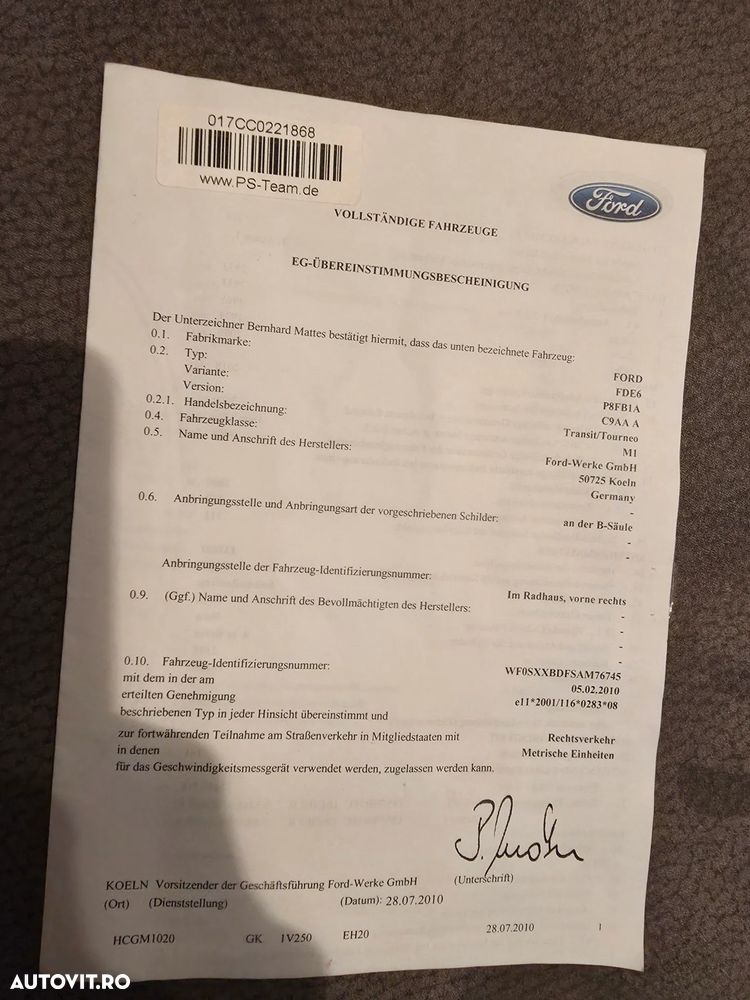 017CC0221868
www.PS-Team.de
Ford
VOLLSTÄNDIGE FAHRZEUGE
EG-ÜBEREINSTIMMUNGSBESCHEINIGUNG
Der Unterzeichner Bernhard Mattes bestätigt hiermit, dass das unten bezeichnete Fahrzeug:
0.1. Fabrikmarke: FORD
0.2. Typ: FDE6
Variante: P8FB1A
Version: C9AA A
0.2.1. Handelsbezeichnung: Transit/Tourneo
0.4. Fahrzeugklasse: M1
0.5. Name und Anschrift des Herstellers: Ford-Werke GmbH
50725 Koeln
Germany
-
0.6. Anbringungsstelle und Anbringungsart der vorgeschriebenen Schilder: an der B-Säule
-
-
Anbringungsstelle der Fahrzeug-Identifizierungsnummer: Im Radhaus, vorne rechts
0.9. (Ggf.) Name und Anschrift des Bevollmächtigten des Herstellers: -
-
-
-
0.10. Fahrzeug-Identifizierungsnummer: WF0SXXBDFSAM76745
mit dem in der am 05.02.2010
erteilten Genehmigung e11*2001/116*0283*08
beschriebenen Typ in jeder Hinsicht übereinstimmt und
zur fortwährenden Teilnahme am Straßenverkehr in Mitgliedstaaten mit Rechtsverkehr
in denen Metrische Einheiten
für das Geschwindigkeitsmessgerät verwendet werden, zugelassen werden kann.
KOELN Vorsitzender der Geschäftsführung Ford-Werke GmbH (Unterschrift)
(Ort) (Dienststellung) (Datum): 28.07.2010
HCGM1020 GK 1V250 EH20 28.07.2010 1
AUTOVIT.RO